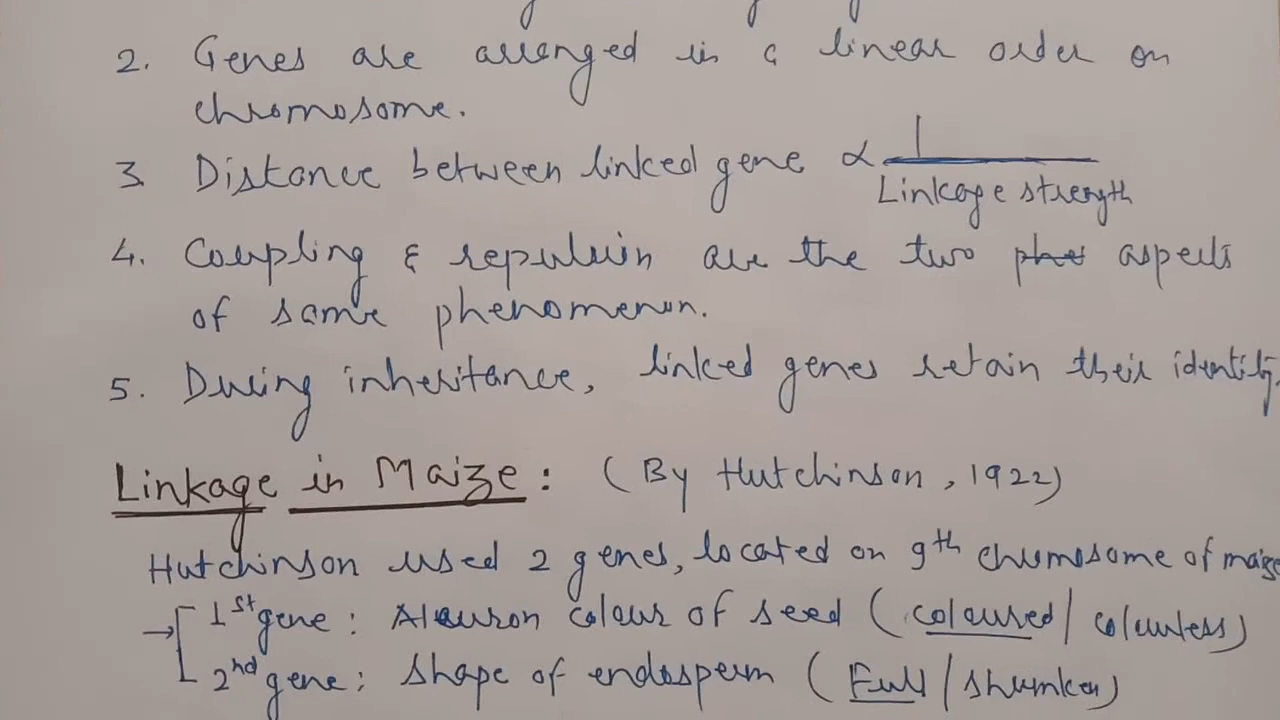 2. Genes are arranged in a linear order on
chromosome.
3. Distance between linked gene ∝ 1
Linkage strength
4. Coupling & repulsion are the two aspects
of same phenomenon.
5. During inheritance, linked genes retain their identity.
Linkage in Maize: (By Hutchinson, 1922)
Hutchinson used 2 genes, located on 9th chromosome of maize
→ 1st gene: Aleuron colour of seed (coloured/colourless)
2nd gene: Shape of endosperm (Full/shrunken)